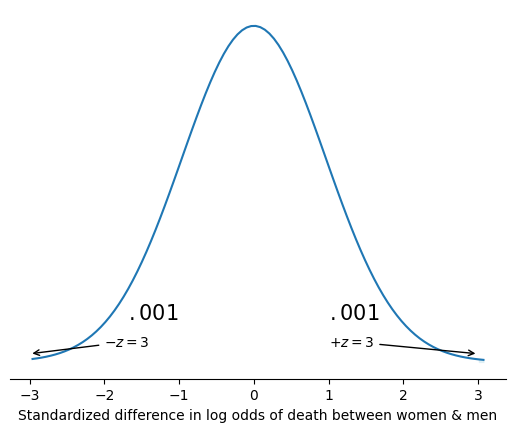 .001 .001
−z = 3 +z = 3
−3 −2 −1 0 1 2 3
Standardized difference in log odds of death between women & men